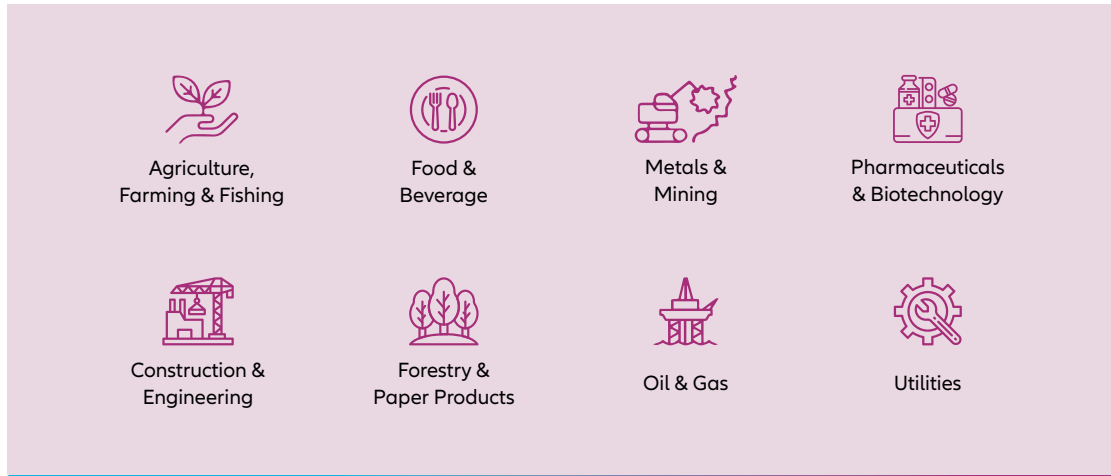 Agriculture,
Farming & Fishing
Food &
Beverage
Metals &
Mining
Pharmaceuticals
& Biotechnology
Construction &
Engineering
Forestry &
Paper Products
Oil & Gas
Utilities